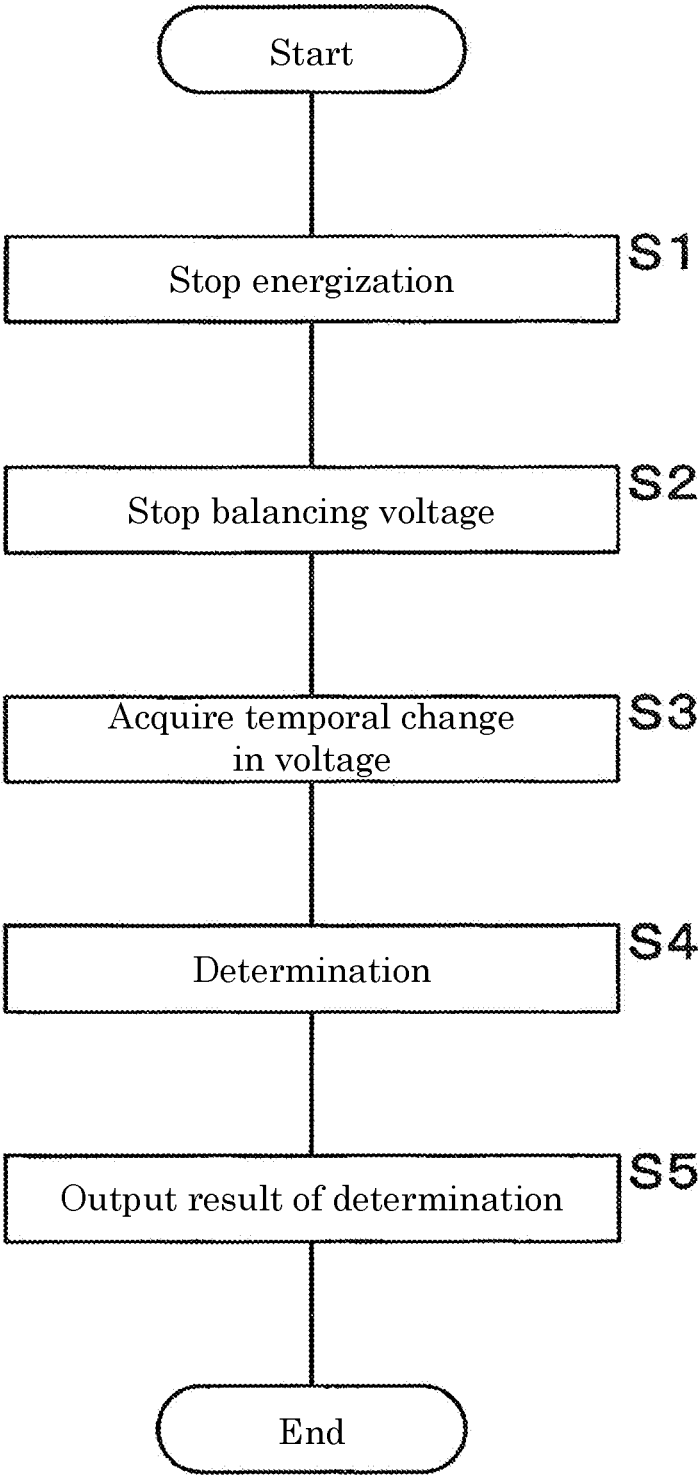 Start
S1
Stop energization
S2
Stop balancing voltage
S3
Acquire temporal change
in voltage
S4
Determination
S5
Output result of determination
End